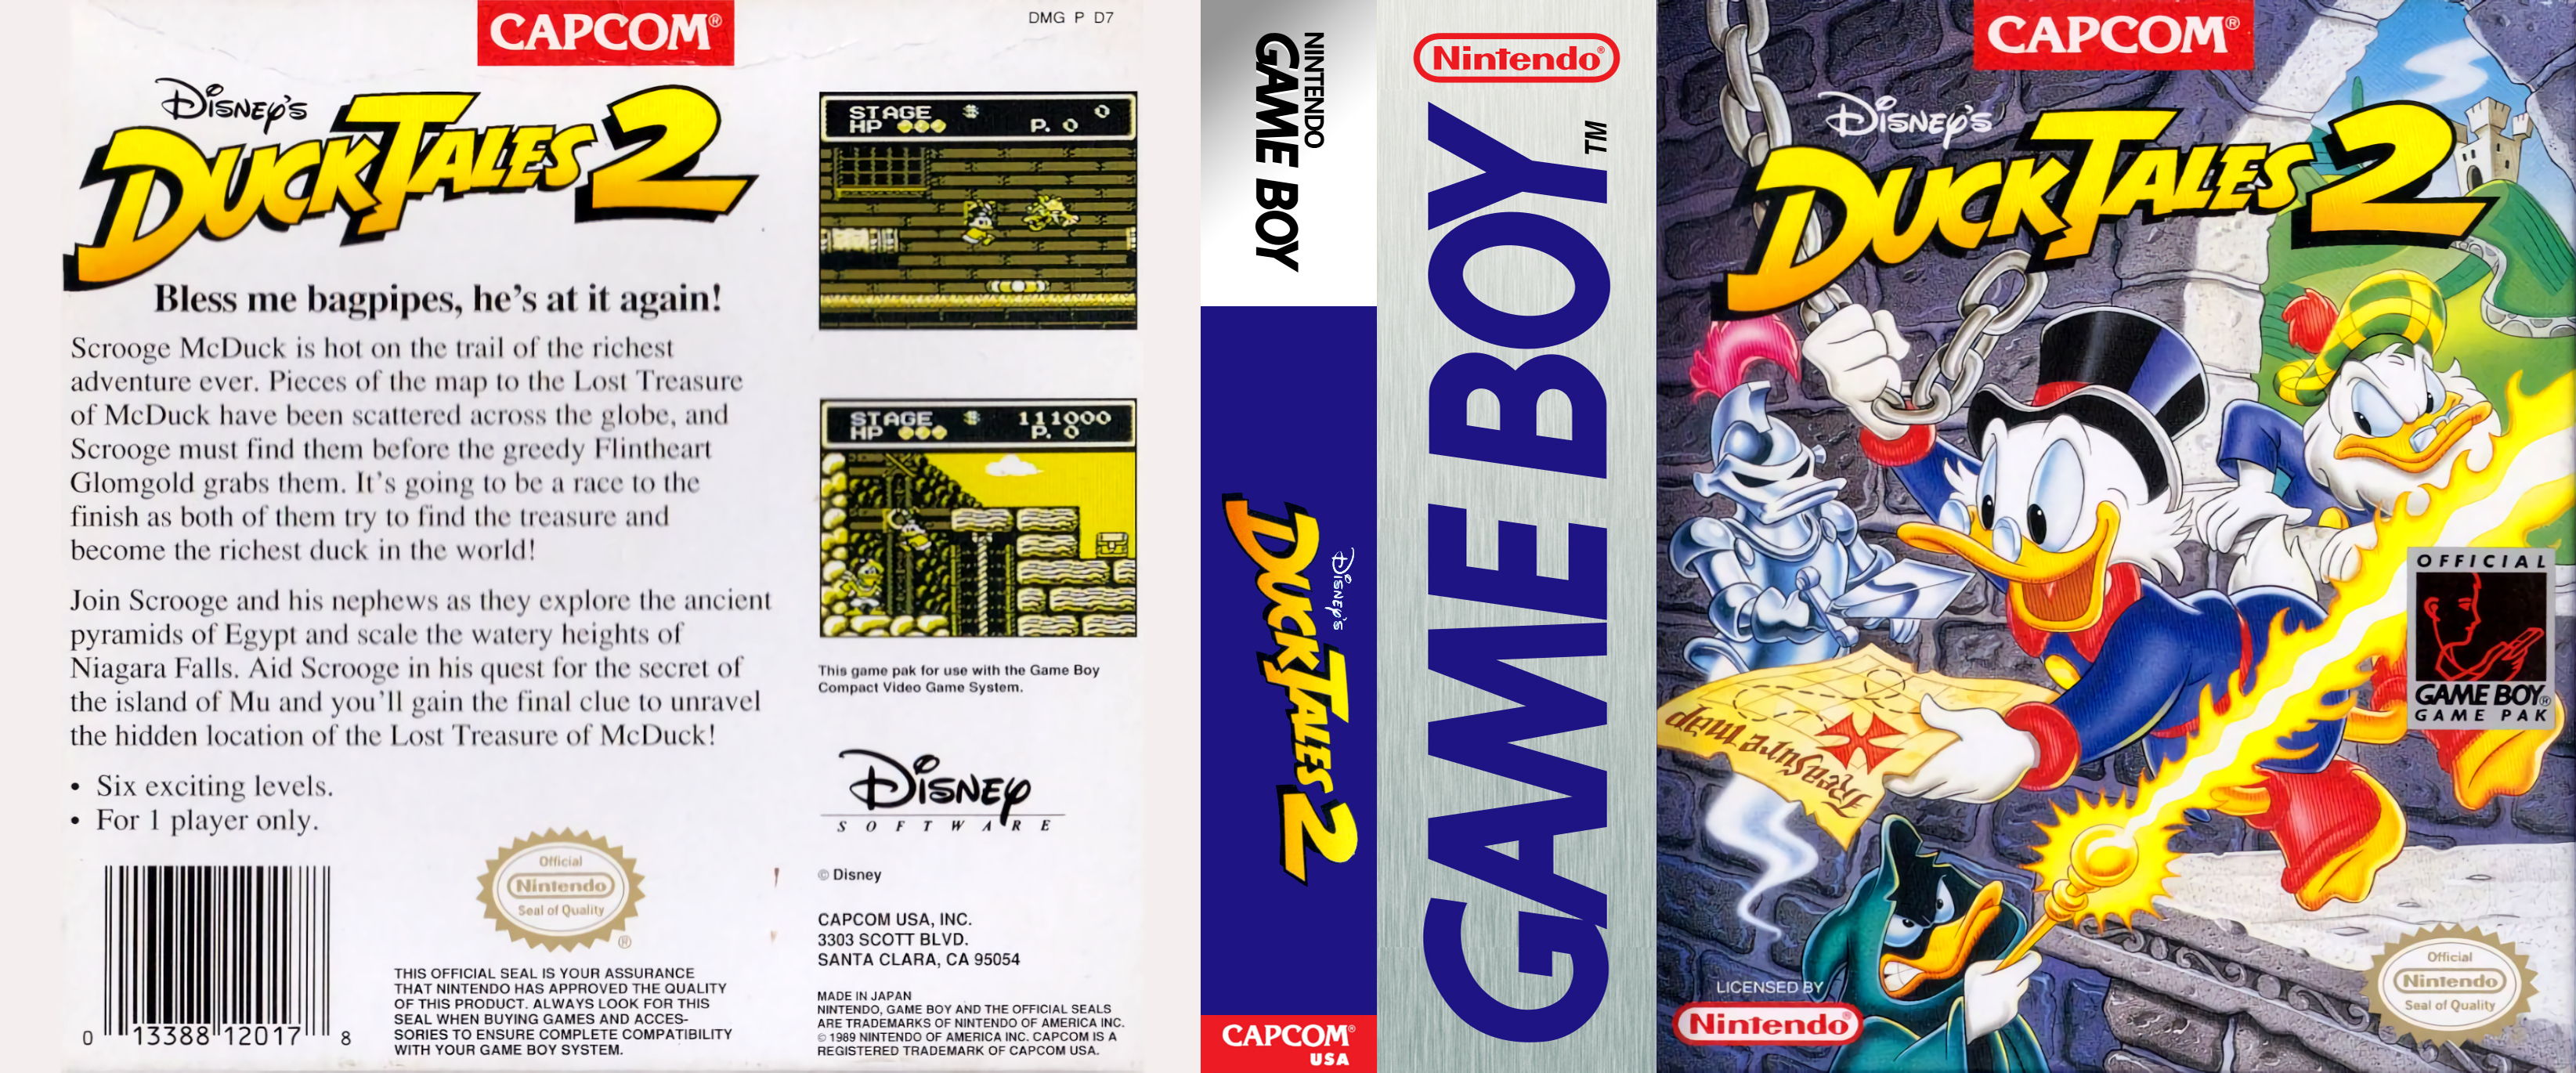 CAPCOM®
DMG P D7
DISNEY'S
DUCKTALES 2
Bless me bagpipes, he's at it again!
Scrooge McDuck is hot on the trail of the richest
adventure ever. Pieces of the map to the Lost Treasure
of McDuck have been scattered across the globe, and
Scrooge must find them before the greedy Flintheart
Glomgold grabs them. It's going to be a race to the
finish as both of them try to find the treasure and
become the richest duck in the world!
Join Scrooge and his nephews as they explore the ancient
pyramids of Egypt and scale the watery heights of
Niagara Falls. Aid Scrooge in his quest for the secret of
the island of Mu and you'll gain the final clue to unravel
the hidden location of the Lost Treasure of McDuck!
• Six exciting levels.
• For 1 player only.
0 13388 12017 8
Official
Nintendo
Seal of Quality
®
THIS OFFICIAL SEAL IS YOUR ASSURANCE
THAT NINTENDO HAS APPROVED THE QUALITY
OF THIS PRODUCT. ALWAYS LOOK FOR THIS
SEAL WHEN BUYING GAMES AND ACCES-
SORIES TO ENSURE COMPLETE COMPATIBILITY
WITH YOUR GAME BOY SYSTEM.
STAGE $ 0
HP P. 0
STAGE $ 111000
HP P. 0
This game pak for use with the Game Boy
Compact Video Game System.
DISNEY
SOFTWARE
© Disney
CAPCOM USA, INC.
3303 SCOTT BLVD.
SANTA CLARA, CA 95054
MADE IN JAPAN
NINTENDO, GAME BOY AND THE OFFICIAL SEALS
ARE TRADEMARKS OF NINTENDO OF AMERICA INC.
© 1989 NINTENDO OF AMERICA INC. CAPCOM IS A
REGISTERED TRADEMARK OF CAPCOM USA.
NINTENDO
GAME BOY
DISNEY'S
DUCKTALES 2
CAPCOM®
USA
Nintendo®
GAME BOY™
CAPCOM®
DISNEY'S
DUCKTALES 2
OFFICIAL
GAME BOY®
GAME PAK
Treasure map
LICENSED BY
Nintendo®
Official
Nintendo
Seal of Quality